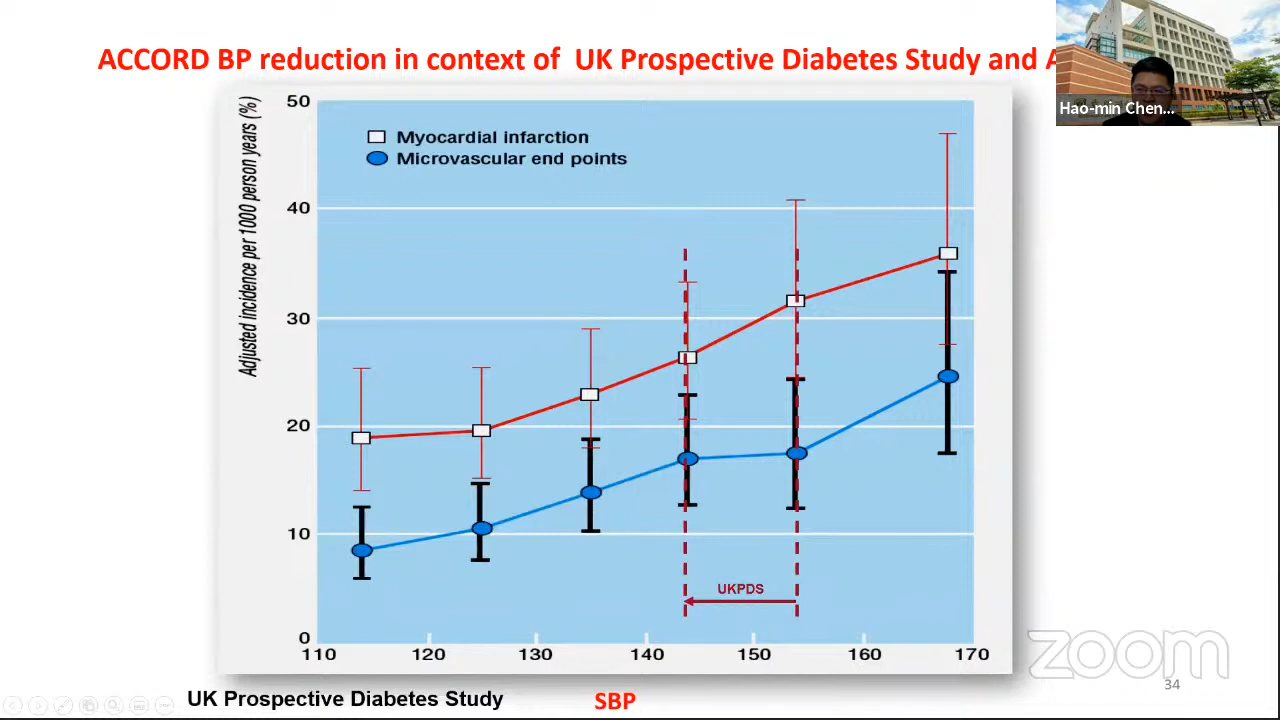 ACCORD BP reduction in context of UK Prospective Diabetes Study and
Hao-min Chen...
Adjusted incidence per 1000 person years (%)
50
40
30
20
10
0
Myocardial infarction
Microvascular end points
UKPDS
110 120 130 140 150 160 170
UK Prospective Diabetes Study
SBP
zoom
34